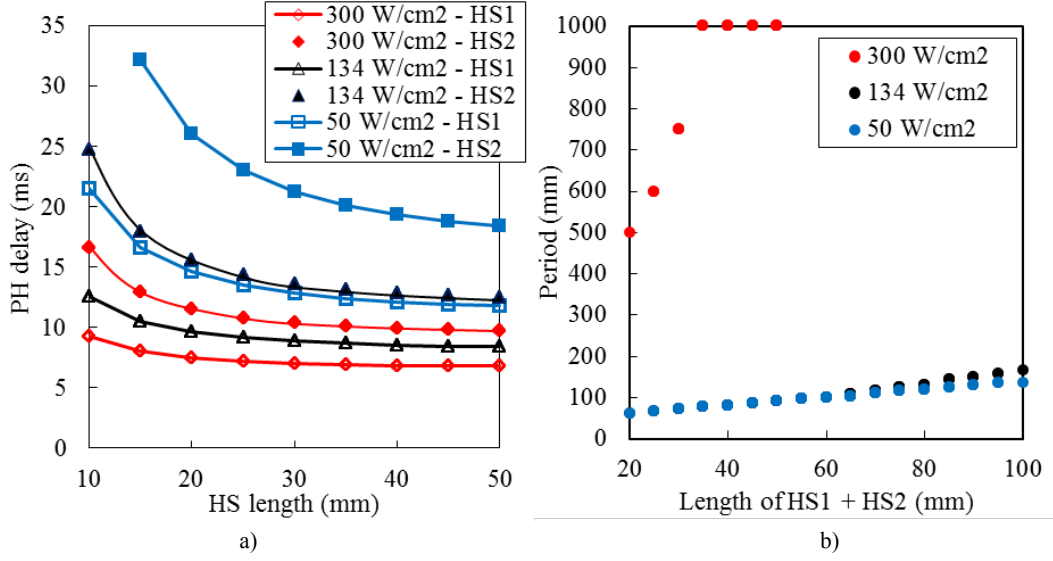 35
30
25
20
15
10
5
0
PH delay (ms)
10
20
30
40
50
HS length (mm)
300 W/cm2 - HS1
300 W/cm2 - HS2
134 W/cm2 - HS1
134 W/cm2 - HS2
50 W/cm2 - HS1
50 W/cm2 - HS2
a)
1000
900
800
700
600
500
400
300
200
100
0
Period (mm)
20
40
60
80
100
Length of HS1 + HS2 (mm)
300 W/cm2
134 W/cm2
50 W/cm2
b)